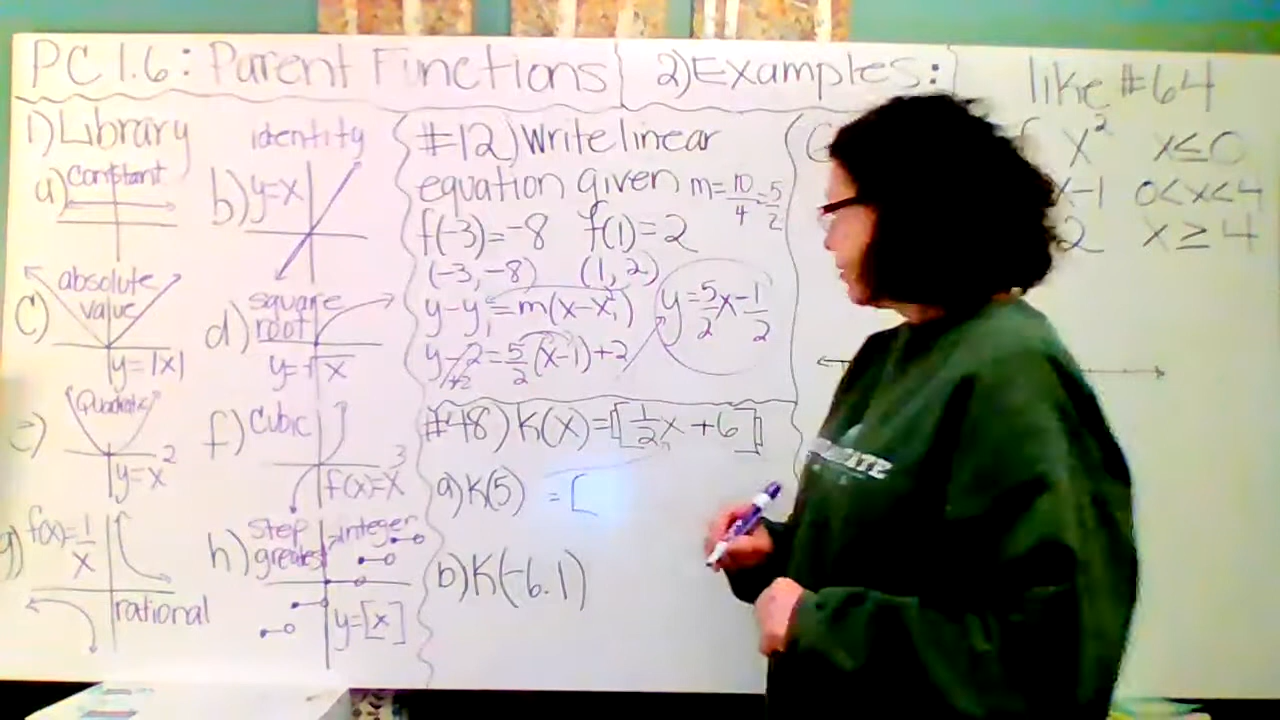 PC 1.6: Parent Functions
2) Examples:
like #64
1) Library
a) constant
identity
b) y=x
c) absolute
value
y=|x|
d) square
root
y=√x
e) Quadratic
y=x²
f) Cubic
f(x)=x³
g) f(x)=1/x
rational
h) step
greatest integer
y=[x]
#12) Write linear
equation given m=10/4=5/2
f(-3)=-8 f(1)=2
(-3,-8) (1,2)
y-y₁=m(x-x₁)
y-2=5/2(x-1)+2
+2
y=5/2x-1/2
#48) K(x)=[[1/2x+6]]
a) K(5) =[
b) K(-6.1)
x² x≤0
x-1 0<x<4
2 x≥4